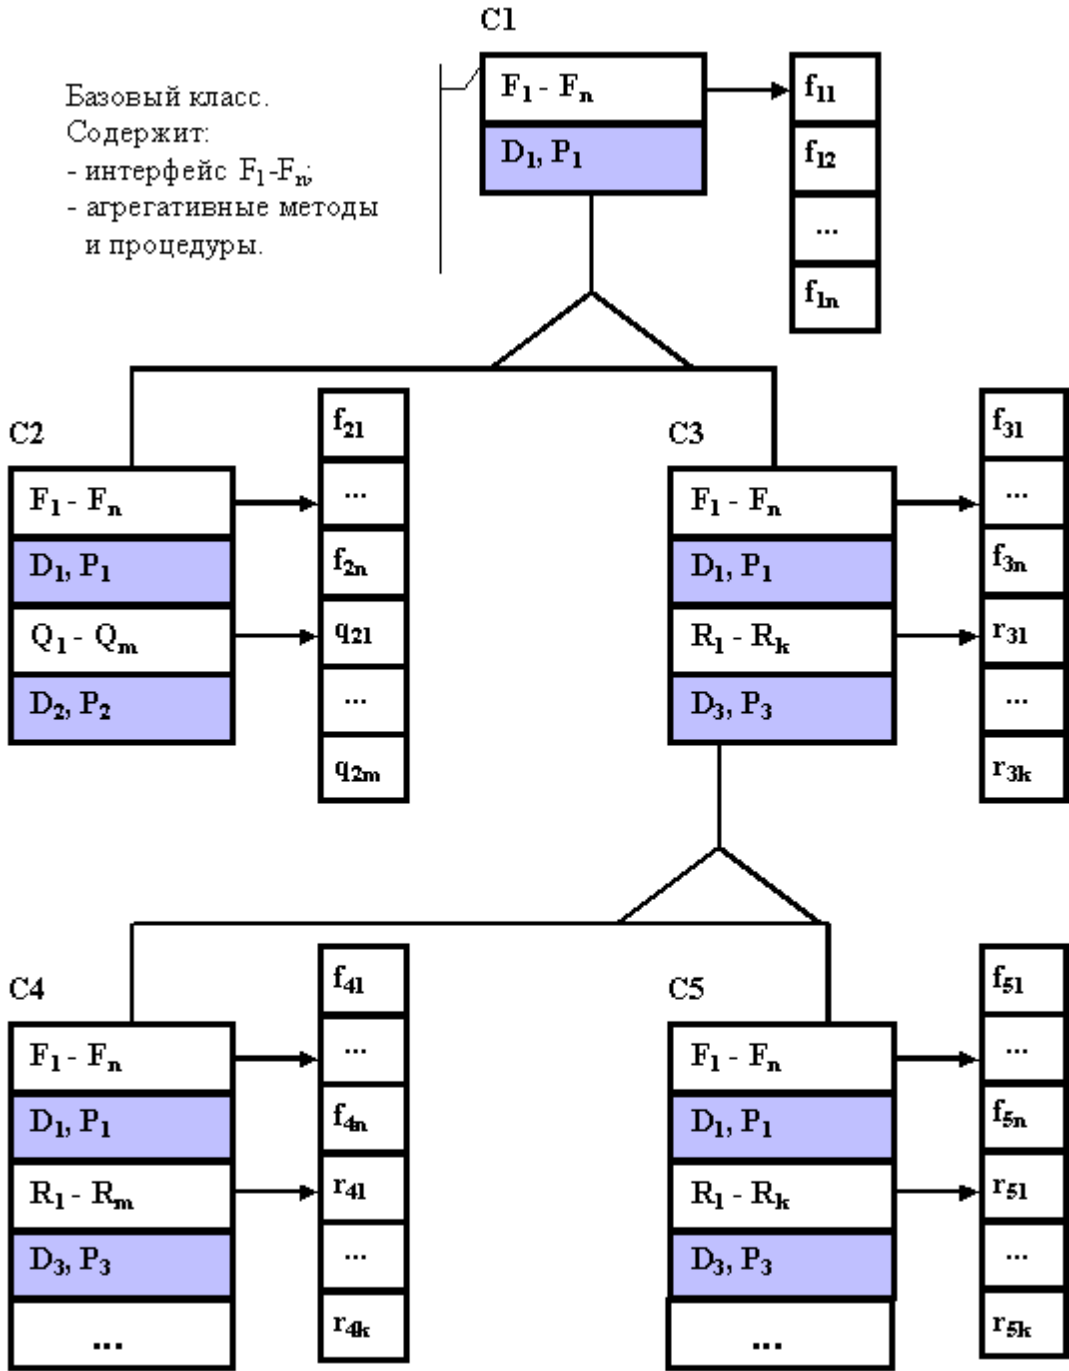 C1
Базовый класс.
Содержит:
- интерфейс F1-Fn;
- агрегативные методы
и процедуры.
F1 - Fn
D1, P1
f11
f12
...
f1n
C2
F1 - Fn
D1, P1
Q1 - Qm
D2, P2
f21
...
f2n
q21
...
q2m
C3
F1 - Fn
D1, P1
R1 - Rk
D3, P3
f31
...
f3n
r31
...
r3k
C4
F1 - Fn
D1, P1
R1 - Rm
D3, P3
...
f41
...
f4n
r41
...
r4k
C5
F1 - Fn
D1, P1
R1 - Rk
D3, P3
...
f51
...
f5n
r51
...
r5k